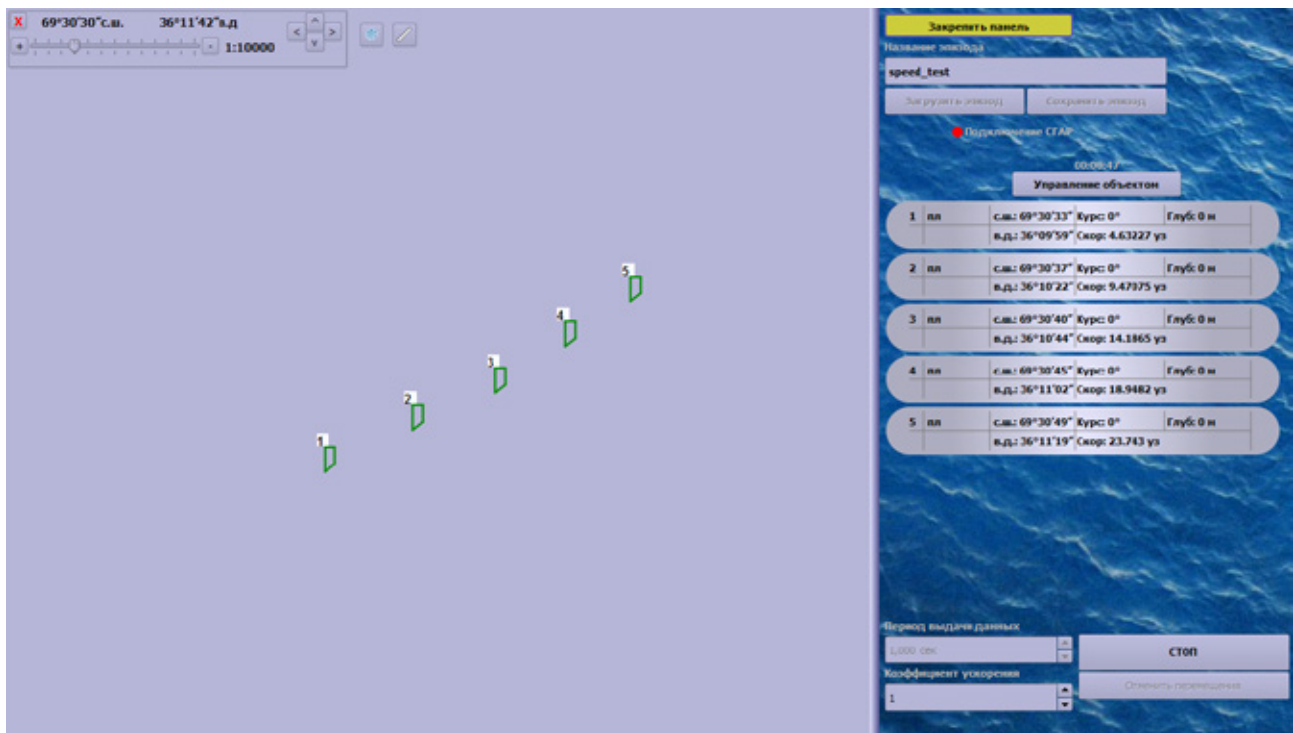 X 69°30'30"с.ш. 36°11'42"в.д
+ - 1:10000
< ^ v >
Закрепить панель
Название эпизода
speed_test
Загрузить эпизод Сохранить эпизод
Подключение СГАР
Управление объектом
1 пл с.ш.: 69°30'33" Курс: 0° Глуб: 0 м
в.д.: 36°09'59" Скор: 4.63227 уз
2 пл с.ш.: 69°30'37" Курс: 0° Глуб: 0 м
в.д.: 36°10'22" Скор: 9.47075 уз
3 пл с.ш.: 69°30'40" Курс: 0° Глуб: 0 м
в.д.: 36°10'44" Скор: 14.1865 уз
4 пл с.ш.: 69°30'45" Курс: 0° Глуб: 0 м
в.д.: 36°11'02" Скор: 18.9482 уз
5 пл с.ш.: 69°30'49" Курс: 0° Глуб: 0 м
в.д.: 36°11'19" Скор: 23.743 уз
5
4
3
2
1
Период выдачи данных
1,000 сек
СТОП
Коэффициент ускорения
1
Отменить перемещения